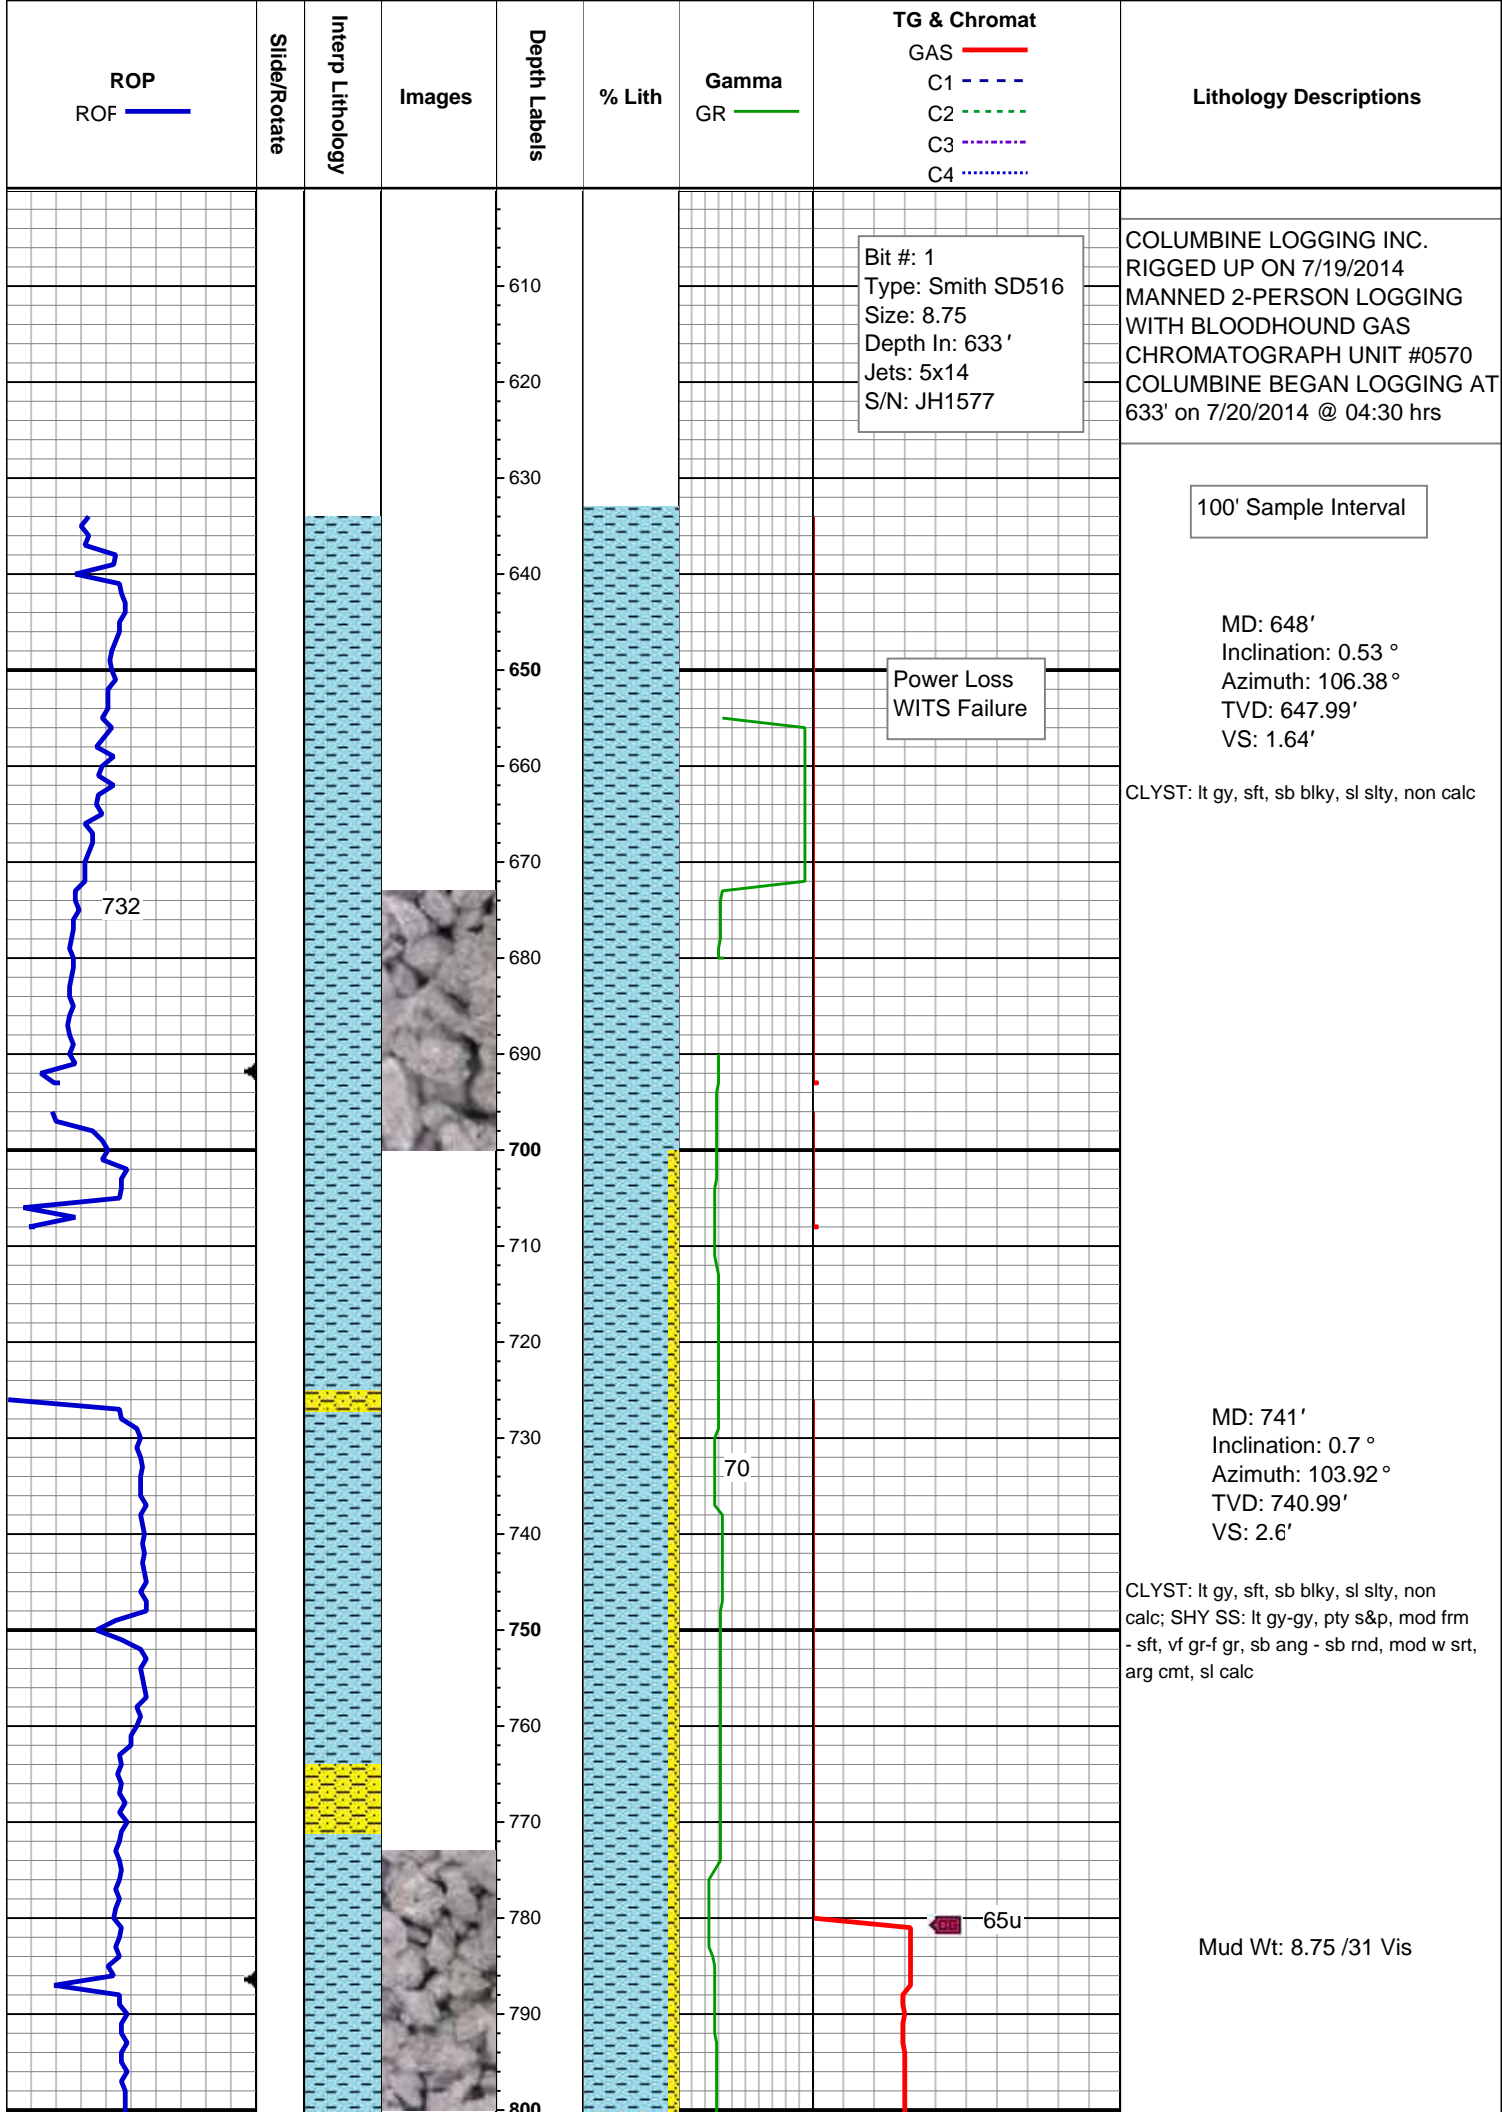 ROP
ROF
Slide/Rotate
Interp Lithology
Images
Depth Labels
% Lith
Gamma
GR
TG & Chromat
GAS
C1
C2
C3
C4
Lithology Descriptions
Bit #: 1
Type: Smith SD516
Size: 8.75
Depth In: 633'
Jets: 5x14
S/N: JH1577
COLUMBINE LOGGING INC.
RIGGED UP ON 7/19/2014
MANNED 2-PERSON LOGGING
WITH BLOODHOUND GAS
CHROMATOGRAPH UNIT #0570
COLUMBINE BEGAN LOGGING AT
633' on 7/20/2014 @ 04:30 hrs
100' Sample Interval
610
620
630
640
650
660
670
680
690
700
710
720
730
740
750
760
770
780
790
800
MD: 648'
Inclination: 0.53 °
Azimuth: 106.38°
TVD: 647.99'
VS: 1.64'
Power Loss
WITS Failure
CLYST: lt gy, sft, sb blky, sl slty, non calc
732
70
MD: 741'
Inclination: 0.7 °
Azimuth: 103.92°
TVD: 740.99'
VS: 2.6'
CLYST: lt gy, sft, sb blky, sl slty, non
calc; SHY SS: lt gy-gy, pty s&p, mod frm
- sft, vf gr-f gr, sb ang - sb rnd, mod w srt,
arg cmt, sl calc
65u
Mud Wt: 8.75 /31 Vis